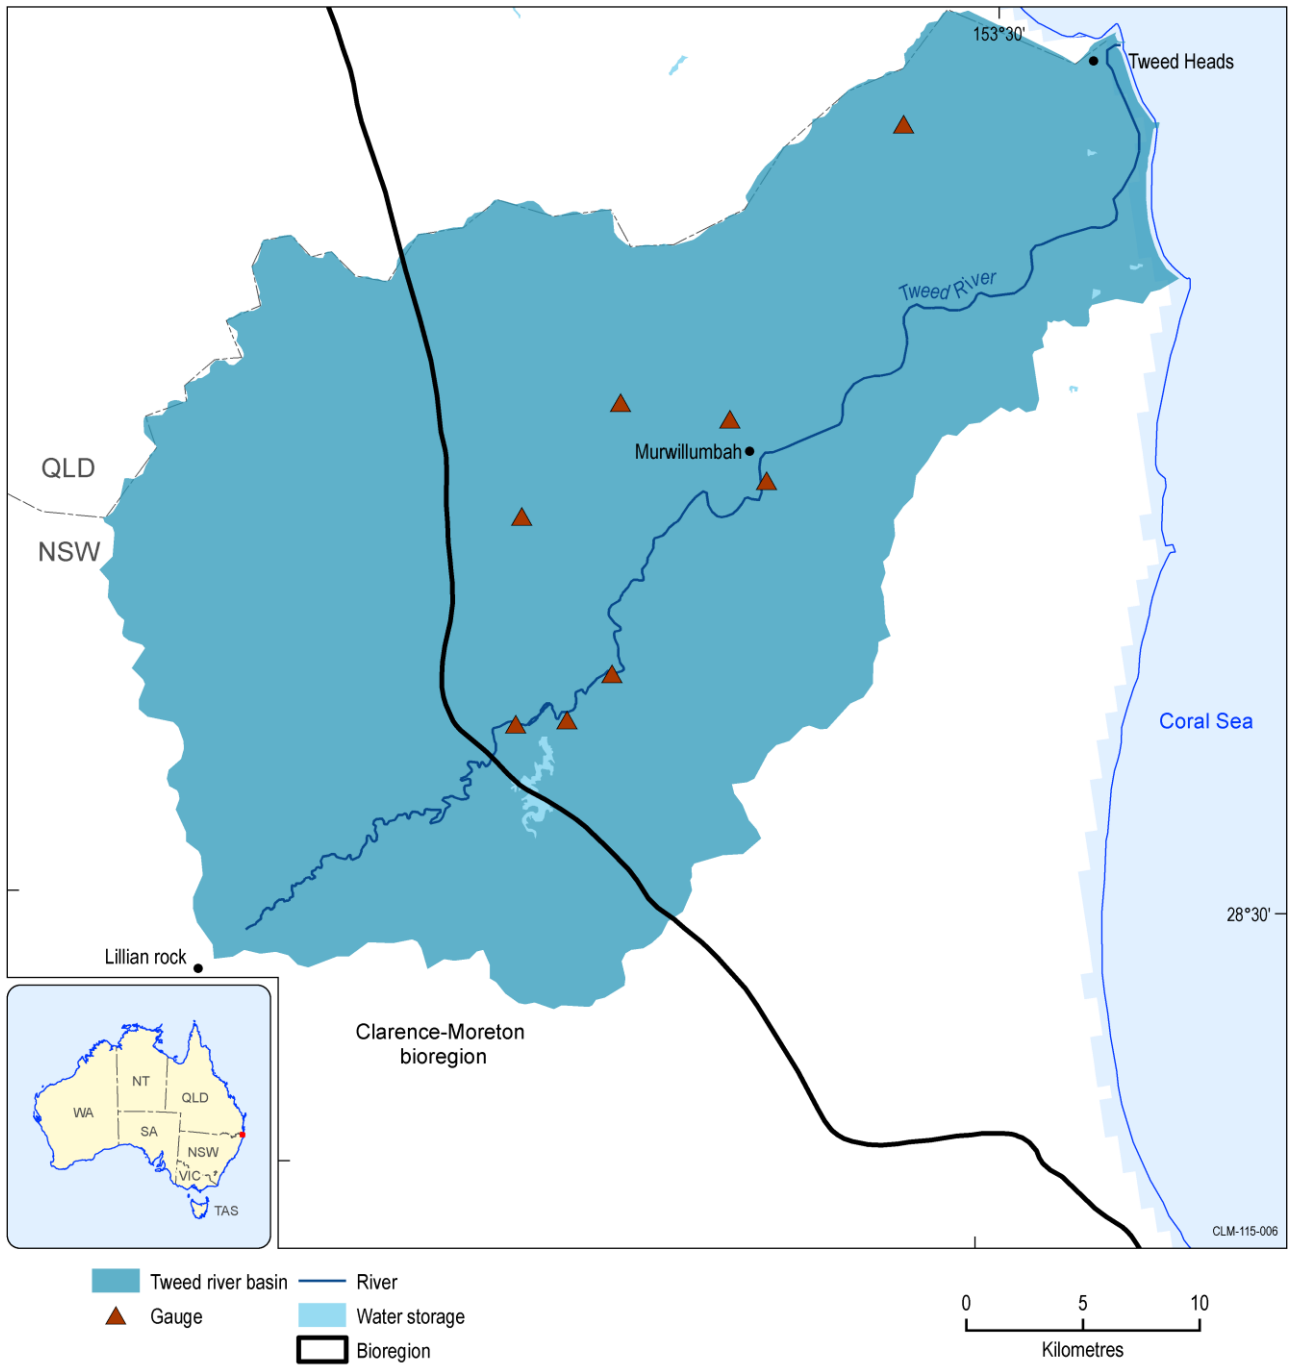 153°30'
Tweed Heads
Tweed River
Murwillumbah
QLD
NSW
Coral Sea
28°30'
Lillian rock
Clarence-Moreton
bioregion
NT
QLD
WA
SA
NSW
VIC
TAS
CLM-115-006
Tweed river basin
River
Gauge
Water storage
Bioregion
0 5 10
Kilometres